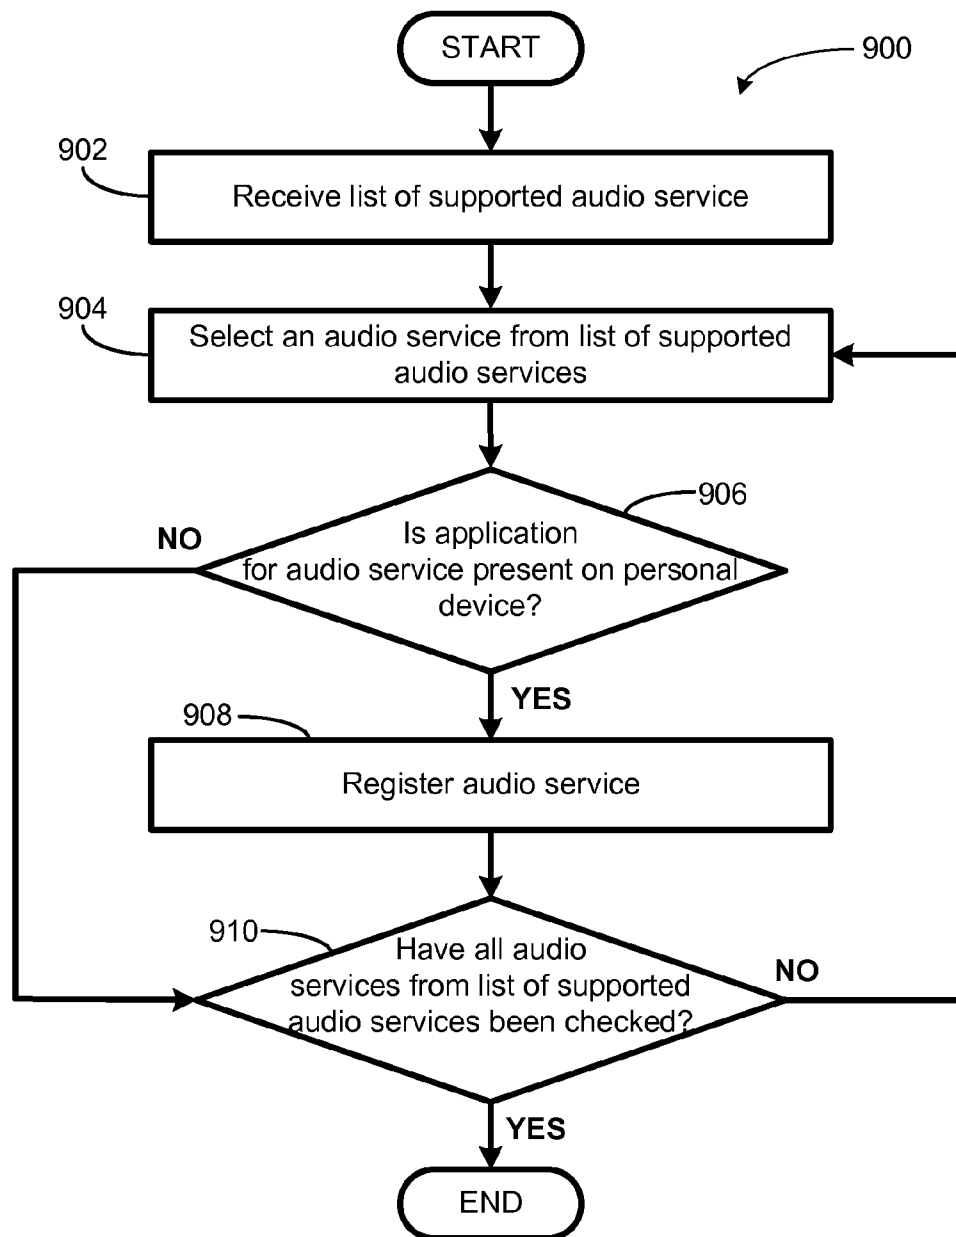 START
900
902
Receive list of supported audio service
904
Select an audio service from list of supported
audio services
906
NO
Is application
for audio service present on personal
device?
YES
908
Register audio service
910
Have all audio
services from list of supported
audio services been checked?
NO
YES
END